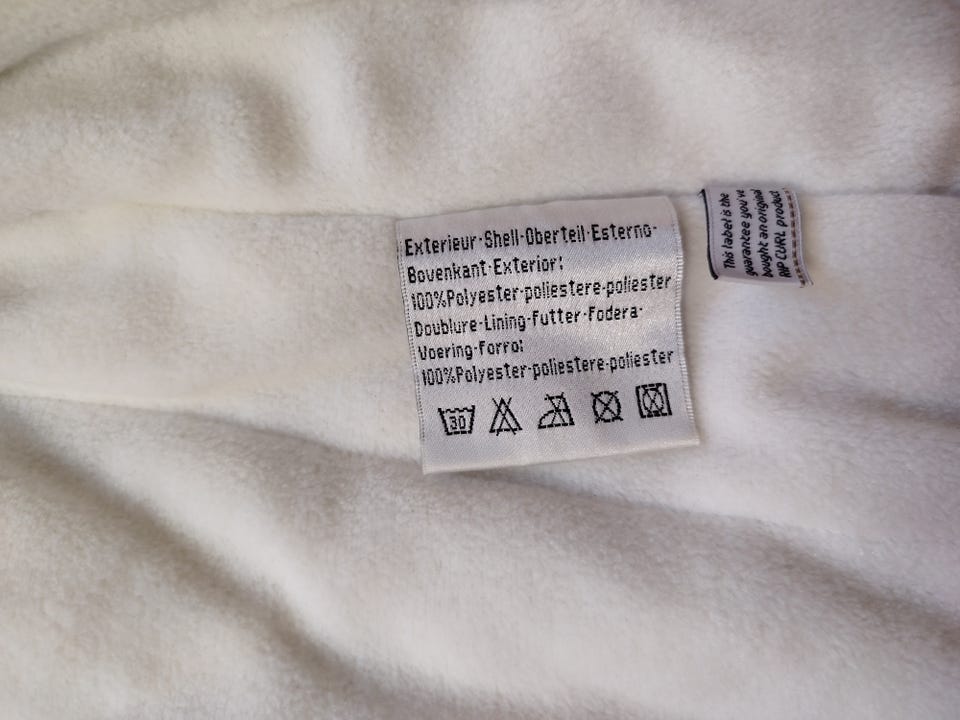 Exterieur·Shell·Oberteil·Esterno·
Bovenkant·Exterior:
100%Polyester·poliestere·poliester
Doublure·Lining·Futter·Fodera·
Voering·Forro:
100%Polyester·poliestere·poliester
30
This label is the
guarantee you've
bought an original
RIP CURL product